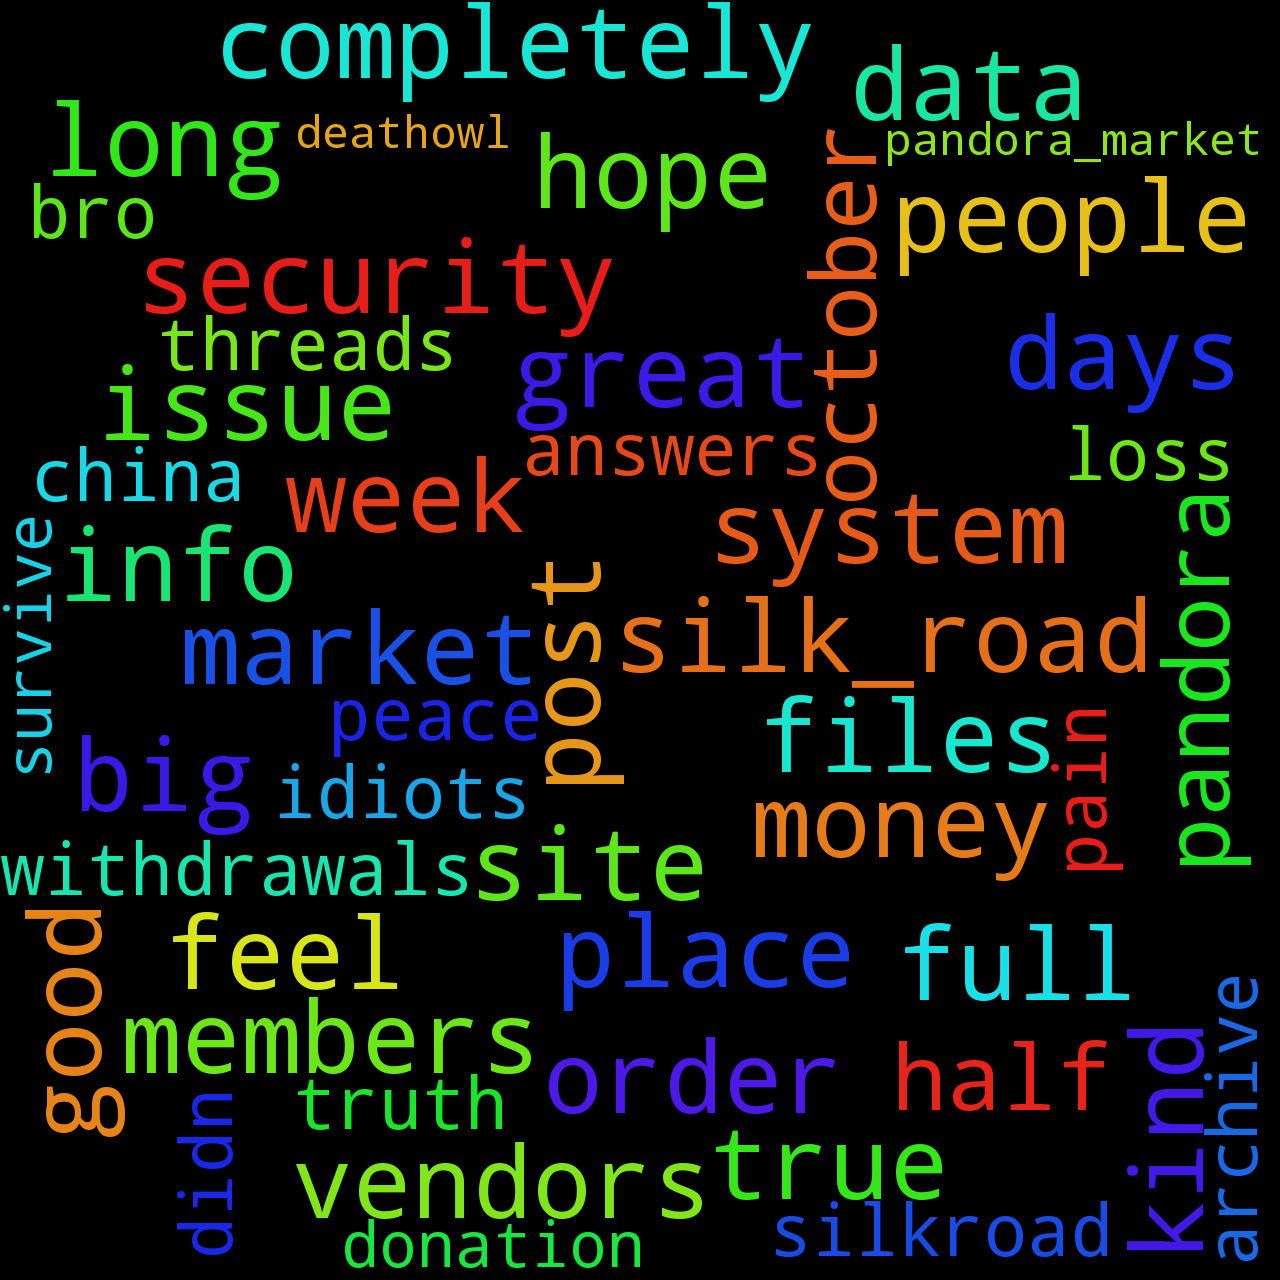 completely
data
long
deathowl
pandora_market
hope
october
people
bro
security
threads
great
days
issue
answers
loss
china
week
system
pandora
info
survive
post
silk_road
market
peace
files
pain
big
idiots
money
withdrawals
site
good
feel
place
full
archive
members
order
half
kind
truth
didn
vendors
true
silkroad
donation